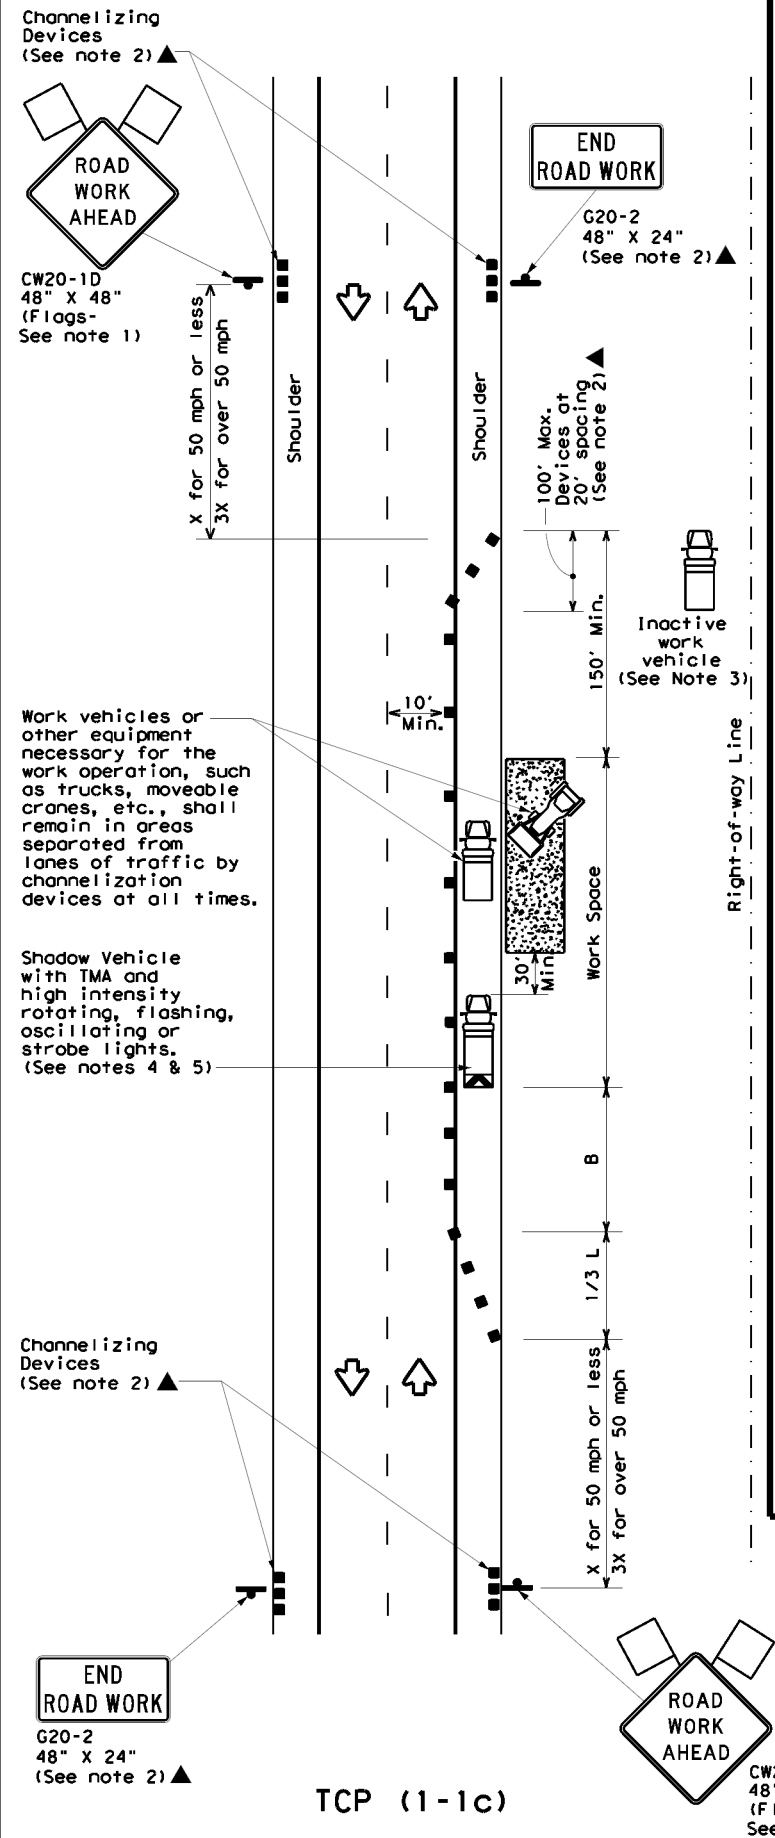 Channelizing
Devices
(See note 2)▲
ROAD
WORK
AHEAD
CW20-1D
48" X 48"
(Flags-
See note 1)
END
ROAD WORK
G20-2
48" X 24"
(See note 2)▲
X for 50 mph or less
3X for over 50 mph
Shoulder
Shoulder
100' Max.
Devices at
20' spacing
(See note 2)▲
150' Min.
Inactive
work
vehicle
(See Note 3)
10'
Min.
Work vehicles or
other equipment
necessary for the
work operation, such
as trucks, moveable
cranes, etc., shall
remain in areas
separated from
lanes of traffic by
channelization
devices at all times.
Right-of-way Line
Work Space
30'
Min.
Shadow Vehicle
with TMA and
high intensity
rotating, flashing,
oscillating or
strobe lights.
(See notes 4 & 5)
B
1/3 L
Channelizing
Devices
(See note 2)▲
X for 50 mph or less
3X for over 50 mph
END
ROAD WORK
G20-2
48" X 24"
(See note 2)▲
ROAD
WORK
AHEAD
CW2
48"
(Fl
See
TCP (1-1c)